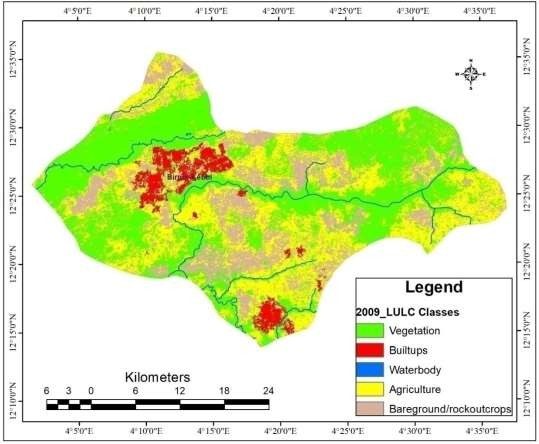 4°5'0"E 4°10'0"E 4°15'0"E 4°20'0"E 4°25'0"E 4°30'0"E 4°35'0"E
12°35'0"N 12°35'0"N
N
W E
S
12°30'0"N 12°30'0"N
12°25'0"N 12°25'0"N
12°20'0"N 12°20'0"N
12°15'0"N 12°15'0"N
12°10'0"N 12°10'0"N
Legend
2009_LULC Classes
Vegetation
Builtups
Waterbody
Agriculture
Bareground/rockoutcrops
Kilometers
6 3 0 6 12 18 24
4°5'0"E 4°10'0"E 4°15'0"E 4°20'0"E 4°25'0"E 4°30'0"E 4°35'0"E